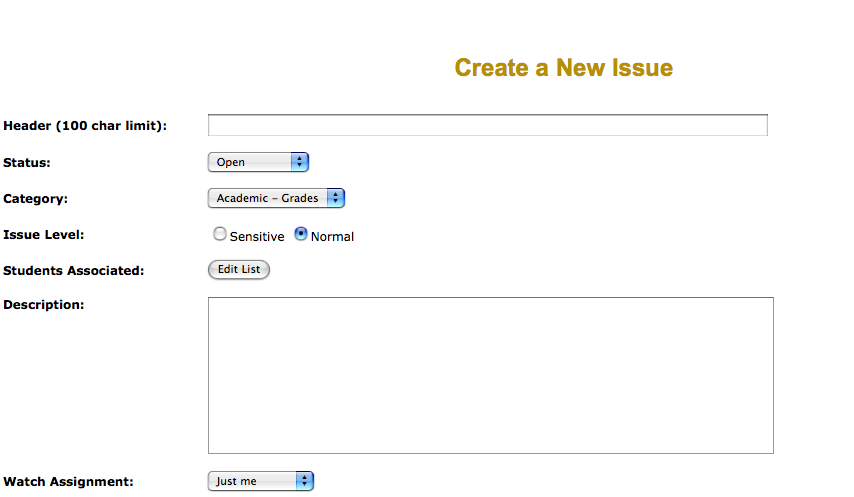 Create a New Issue
Header (100 char limit):
Status: Open
Category: Academic – Grades
Issue Level: Sensitive Normal
Students Associated: Edit List
Description:
Watch Assignment: Just me